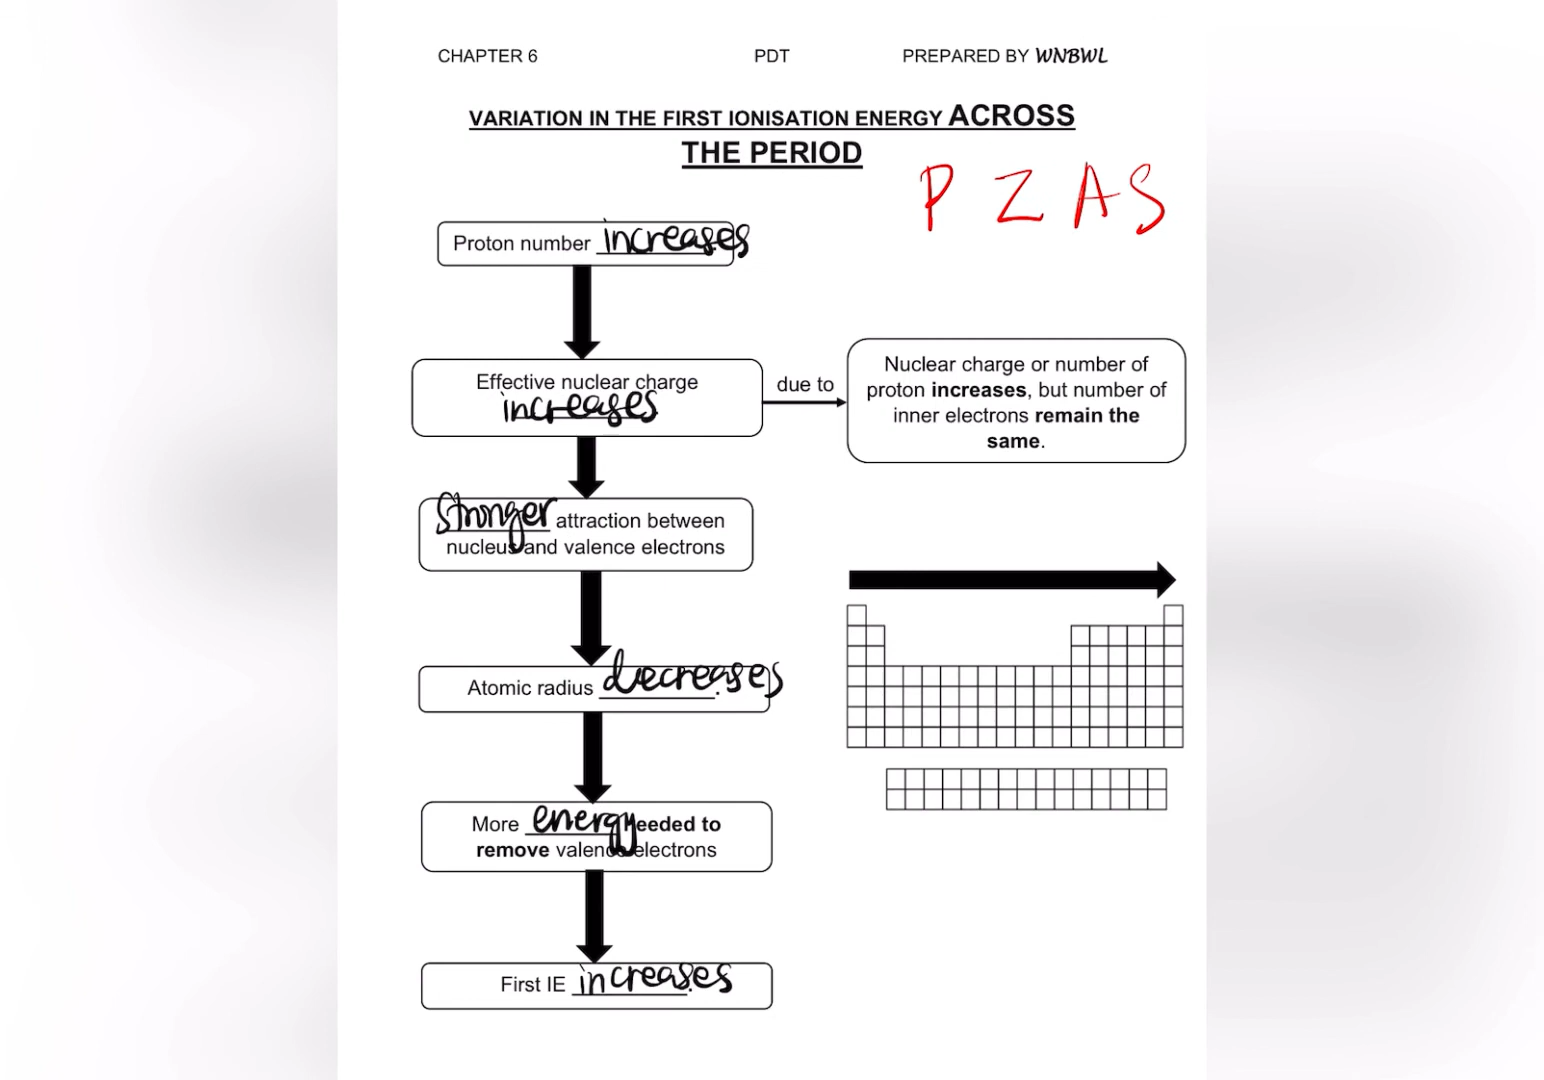 CHAPTER 6 PDT PREPARED BY WNBWL
VARIATION IN THE FIRST IONISATION ENERGY ACROSS
THE PERIOD
P Z A S
Proton number increases.
Effective nuclear charge
increases.
due to
Nuclear charge or number of
proton increases, but number of
inner electrons remain the
same.
Stronger attraction between
nucleus and valence electrons
Atomic radius decreases.
More energy needed to
remove valence electrons
First IE increases.